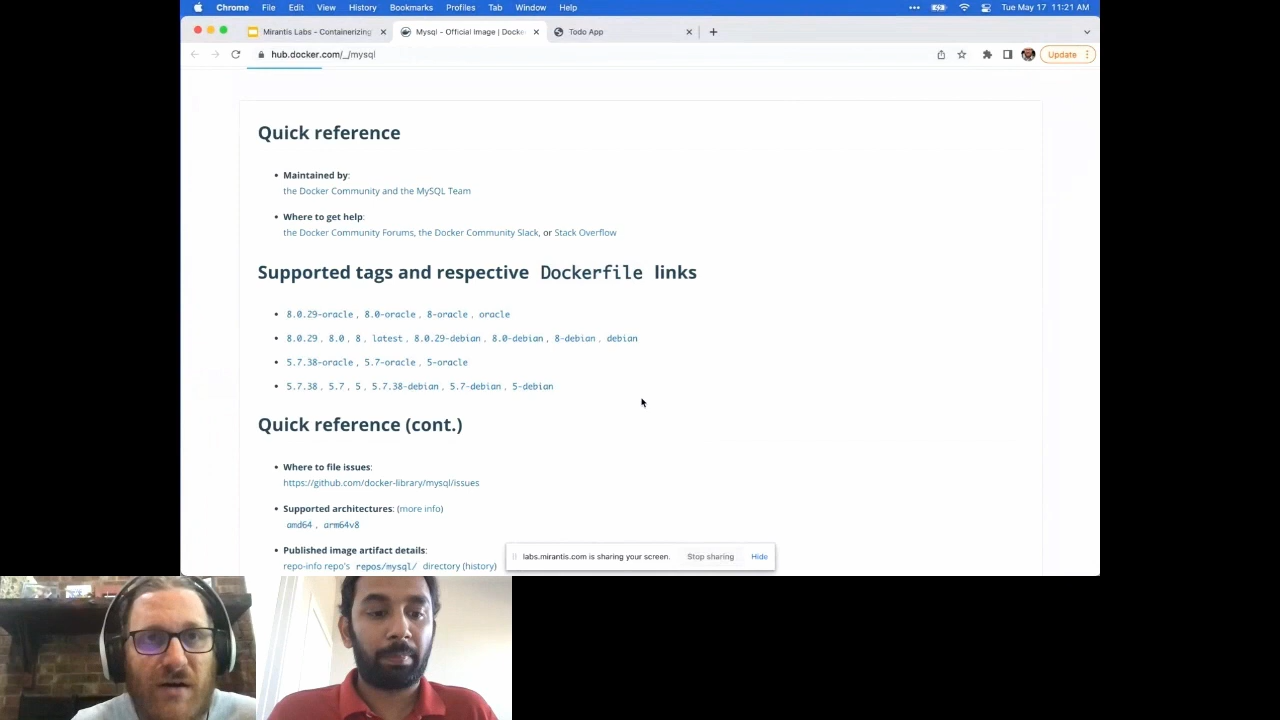 Chrome File Edit View History Bookmarks Profiles Tab Window Help Tue May 17 11:21 AM
Mirantis Labs - Containerizing Mysql - Official Image | Docke Todo App
hub.docker.com/_/mysql Update
Quick reference
• Maintained by:
the Docker Community and the MySQL Team
• Where to get help:
the Docker Community Forums, the Docker Community Slack, or Stack Overflow
Supported tags and respective Dockerfile links
• 8.0.29-oracle, 8.0-oracle, 8-oracle, oracle
• 8.0.29, 8.0, 8, latest, 8.0.29-debian, 8.0-debian, 8-debian, debian
• 5.7.38-oracle, 5.7-oracle, 5-oracle
• 5.7.38, 5.7, 5, 5.7.38-debian, 5.7-debian, 5-debian
Quick reference (cont.)
• Where to file issues:
https://github.com/docker-library/mysql/issues
• Supported architectures: (more info)
amd64, arm64v8
• Published image artifact details:
repo-info repo's repos/mysql/ directory (history)
labs.mirantis.com is sharing your screen. Stop sharing Hide